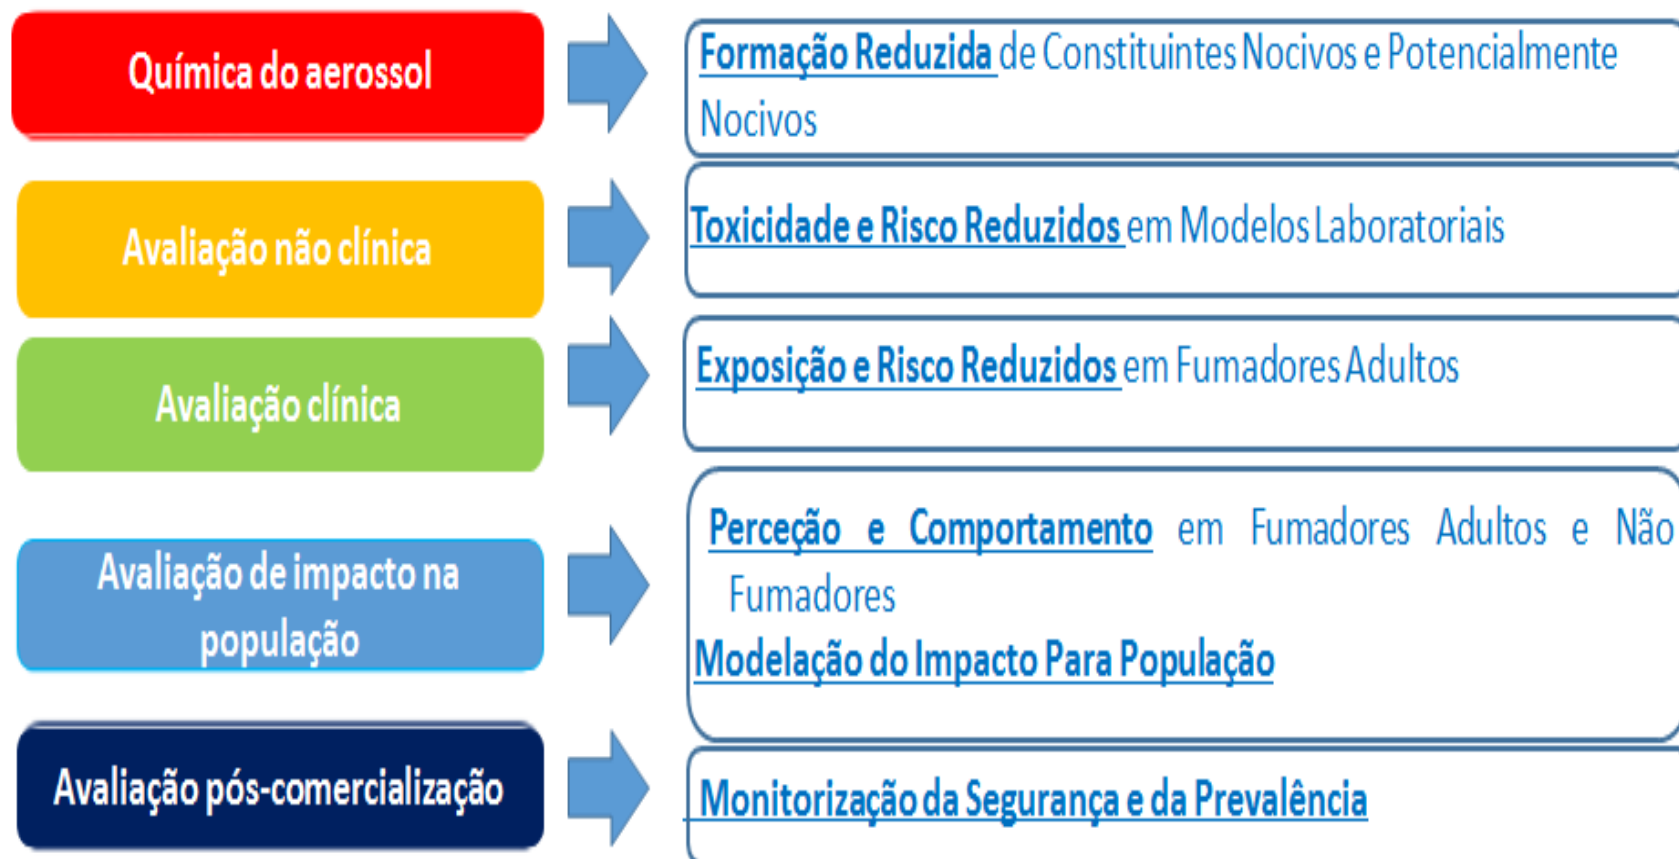 Química do aerossol
Formação Reduzida de Constituintes Nocivos e Potencialmente
Nocivos
Avaliação não clínica
Toxicidade e Risco Reduzidos em Modelos Laboratoriais
Avaliação clínica
Exposição e Risco Reduzidos em Fumadores Adultos
Avaliação de impacto na
população
Perceção e Comportamento em Fumadores Adultos e Não
Fumadores
Modelação do Impacto Para População
Avaliação pós-comercialização
Monitorização da Segurança e da Prevalência